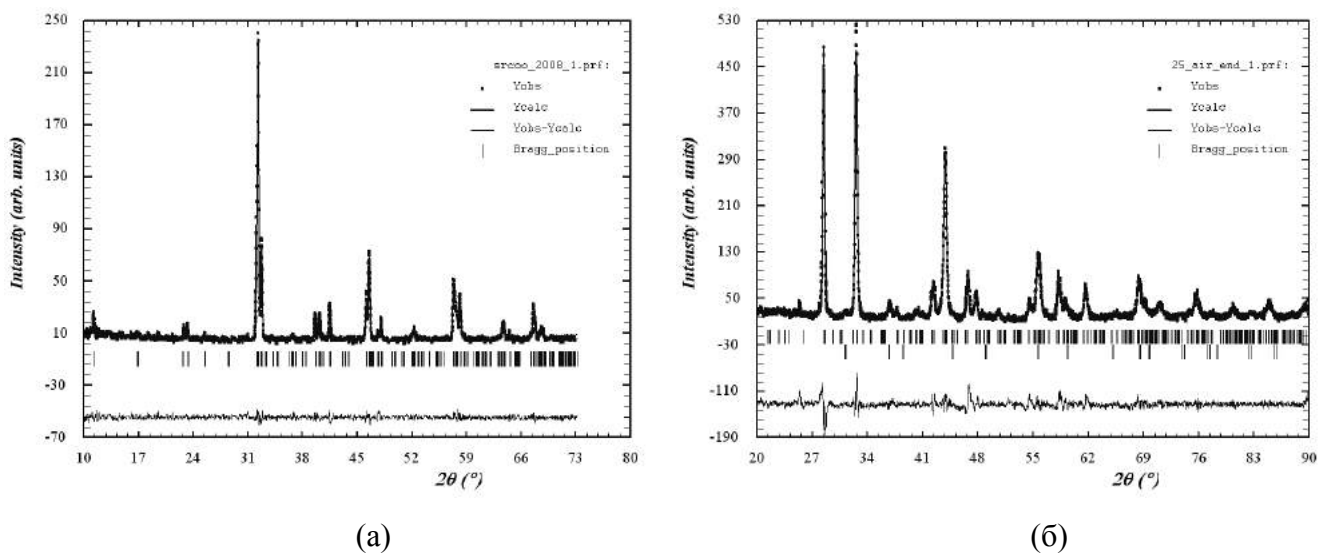 250
210
170
130
90
50
10
-30
-70
Intensity (arb. units)
srcoo_2008_1.prf:
Yobs
Ycalc
Yobs-Ycalc
Bragg_position
10 17 24 31 38 45 52 59 66 73 80
2θ (°)
(а)
530
450
370
290
210
130
50
-30
-110
-190
Intensity (arb. units)
25_air_end_1.prf:
Yobs
Ycalc
Yobs-Ycalc
Bragg_position
20 27 34 41 48 55 62 69 76 83 90
2θ (°)
(б)